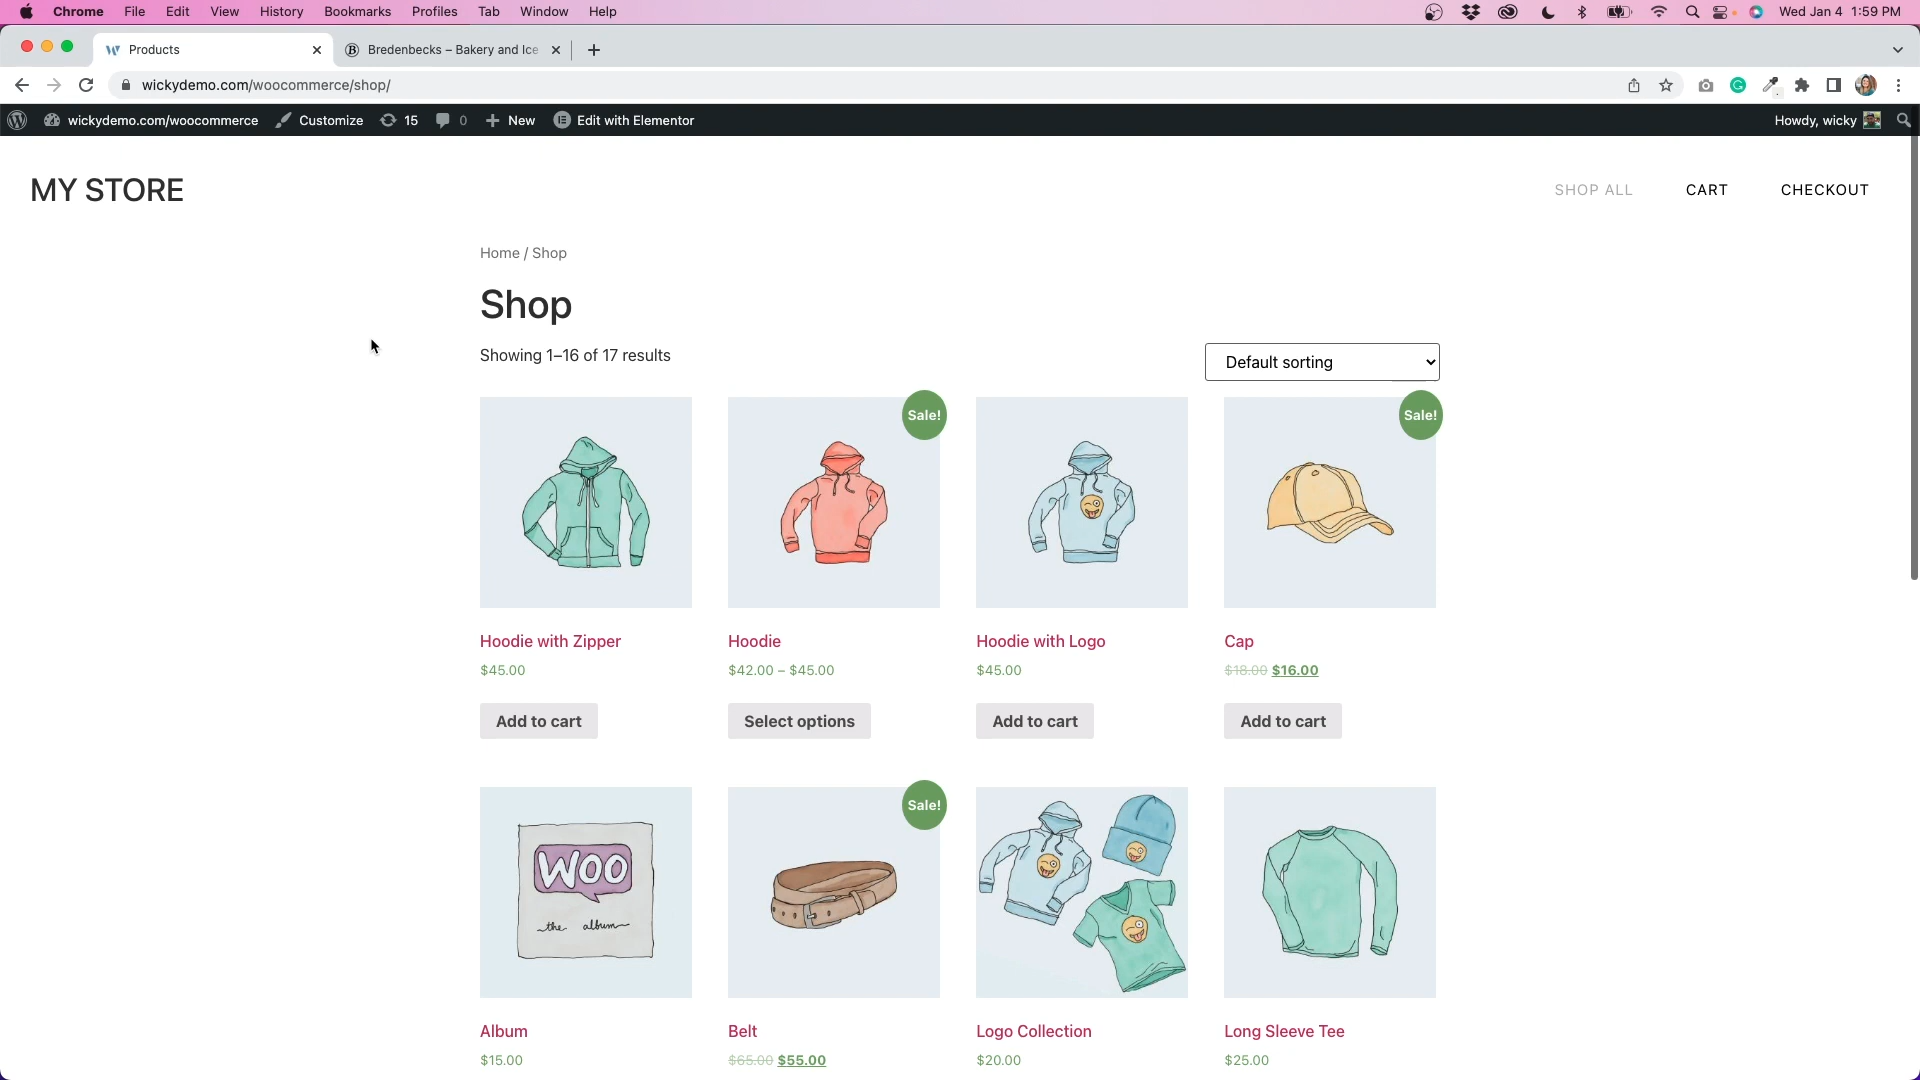 Chrome File Edit View History Bookmarks Profiles Tab Window Help Wed Jan 4 1:59 PM
Products Bredenbecks – Bakery and Ice
wickydemo.com/woocommerce/shop/
wickydemo.com/woocommerce Customize 15 0 New Edit with Elementor Howdy, wicky
MY STORE SHOP ALL CART CHECKOUT
Home / Shop
Shop
Showing 1–16 of 17 results Default sorting
Sale! Sale!
Hoodie with Zipper Hoodie Hoodie with Logo Cap
$45.00 $42.00 – $45.00 $45.00 $18.00 $16.00
Add to cart Select options Add to cart Add to cart
Sale!
WOO
the album
Album Belt Logo Collection Long Sleeve Tee
$15.00 $65.00 $55.00 $20.00 $25.00